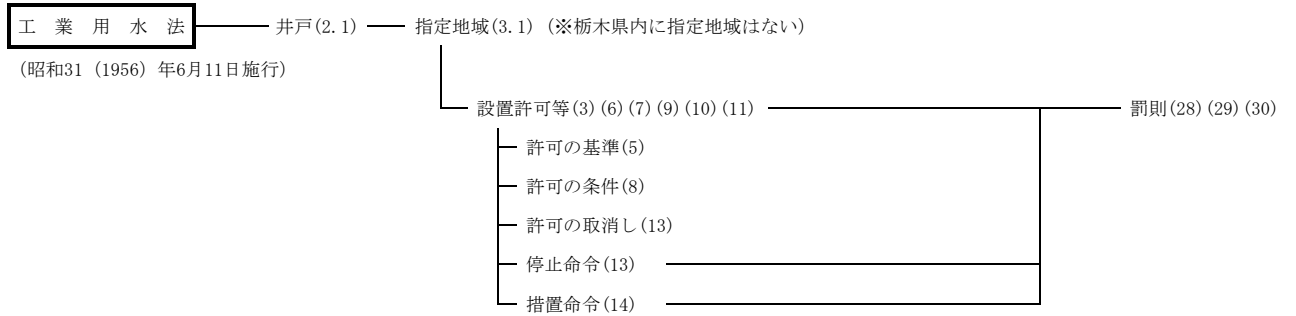 工業用水法 井戸(2.1) 指定地域(3.1) (※栃木県内に指定地域はない)
(昭和31 (1956) 年6月11日施行)
設置許可等(3)(6)(7)(9)(10)(11) 罰則(28)(29)(30)
許可の基準(5)
許可の条件(8)
許可の取消し(13)
停止命令(13)
措置命令(14)